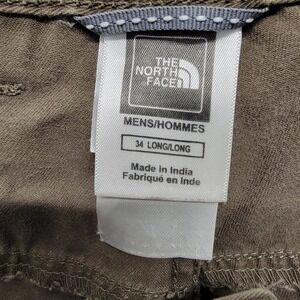 THE
NORTH
FACE
MENS/HOMMES
34 LONG/LONG
Made in India
Fabriqué en Inde